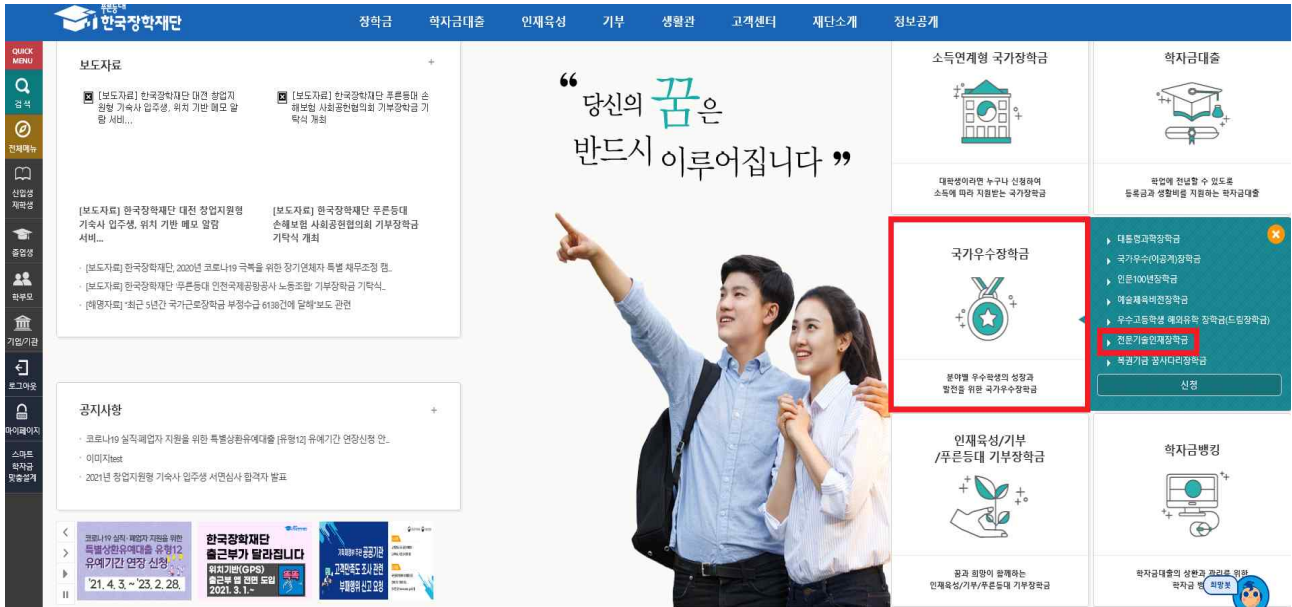 푸른등대
한국장학재단
장학금
학자금대출
인재육성
기부
생활관
고객센터
재단소개
정보공개
QUICK
MENU
검색
전체메뉴
신입생
재학생
졸업생
학부모
기업/기관
로그아웃
마이페이지
스마트
학자금
맞춤설계
보도자료
+
[보도자료] 한국장학재단 대전 창업지
원형 기숙사 입주생, 위치 기반 메모 알
람 서비...
[보도자료] 한국장학재단 푸른등대 손
해보험 사회공헌협의회 기부장학금 기
탁식 개최
[보도자료] 한국장학재단 대전 창업지원형
기숙사 입주생, 위치 기반 메모 알람
서비...
[보도자료] 한국장학재단 푸른등대
손해보험 사회공헌협의회 기부장학금
기탁식 개최
· [보도자료] 한국장학재단, 2020년 코로나19 극복을 위한 장기연체자 특별 채무조정 캠..
· [보도자료] 한국장학재단 '푸른등대 인천국제공항공사 노동조합' 기부장학금 기탁식..
· [해명자료] "최근 5년간 국가근로장학금 부정수급 6138건에 달해"보도 관련
공지사항
+
· 코로나19 실직·폐업자 지원을 위한 특별상환유예대출 [유형12] 유예기간 연장신청 안..
· 이미지test
· 2021년 창업지원형 기숙사 입주생 서면심사 합격자 발표
코로나19 실직·폐업자 지원을 위한
특별상환유예대출 유형12
유예기간 연장 신청
'21. 4. 3. ~ '23. 2. 28.
한국장학재단
출근부가 달라집니다
위치기반(GPS)
출근부 앱 전면 도입
2021. 3. 1.~
똑똑
공공기관
고객만족도 조사 관련
부패행위 신고 요청
“당신의 꿈은
반드시 이루어집니다 ”
소득연계형 국가장학금
대학생이라면 누구나 신청하여
소득에 따라 지원받는 국가장학금
학자금대출
학업에 전념할 수 있도록
등록금과 생활비를 지원하는 학자금대출
국가우수장학금
분야별 우수학생의 성장과
발전을 위한 국가우수장학금
대통령과학장학금
국가우수(이공계)장학금
인문100년장학금
예술체육비전장학금
우수고등학생 해외유학 장학금(드림장학금)
전문기술인재장학금
복권기금 꿈사다리장학금
신청
인재육성/기부
/푸른등대 기부장학금
꿈과 희망이 함께하는
인재육성/기부/푸른등대 기부장학금
학자금뱅킹
학자금대출의 상환과 관리를 위한
학자금 뱅
희망봇